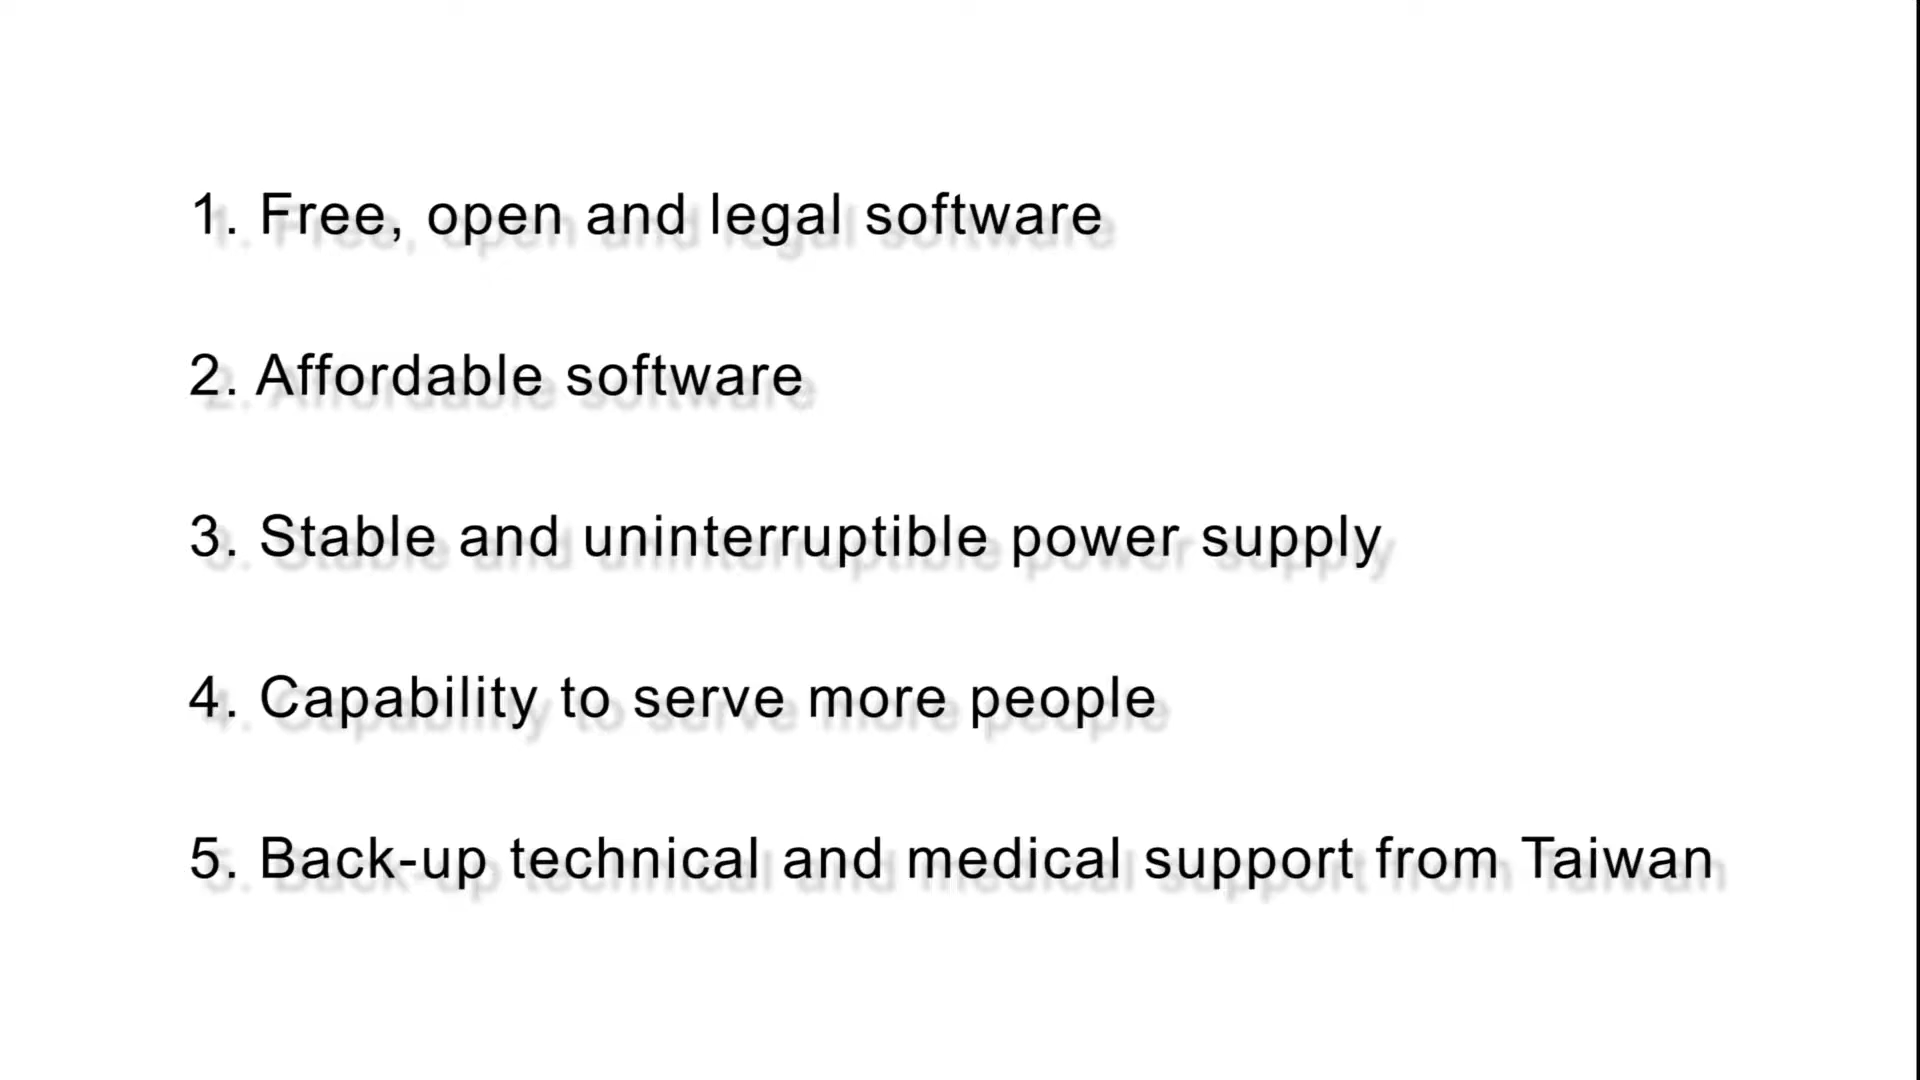 1. Free, open and legal software
2. Affordable software
3. Stable and uninterruptible power supply
4. Capability to serve more people
5. Back-up technical and medical support from Taiwan